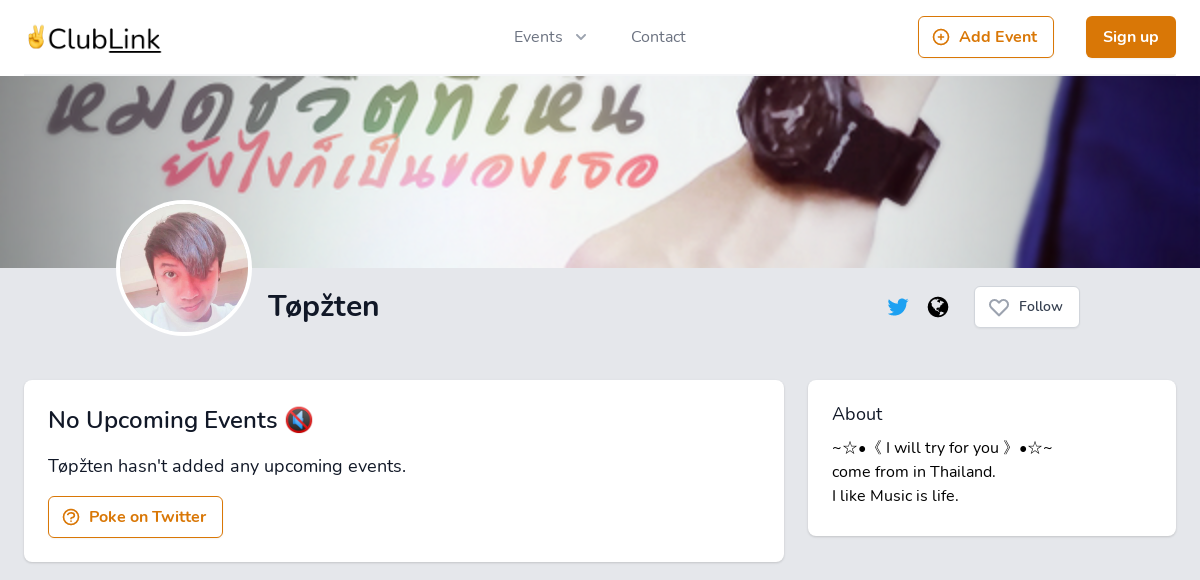 ClubLink
Events
Contact
Add Event
Sign up
หมดชีวิตที่เห็น
ยังไงก็เป็นของเธอ
Tøpžten
Follow
No Upcoming Events
Tøpžten hasn't added any upcoming events.
Poke on Twitter
About
~☆•《 I will try for you 》•☆~
come from in Thailand.
I like Music is life.